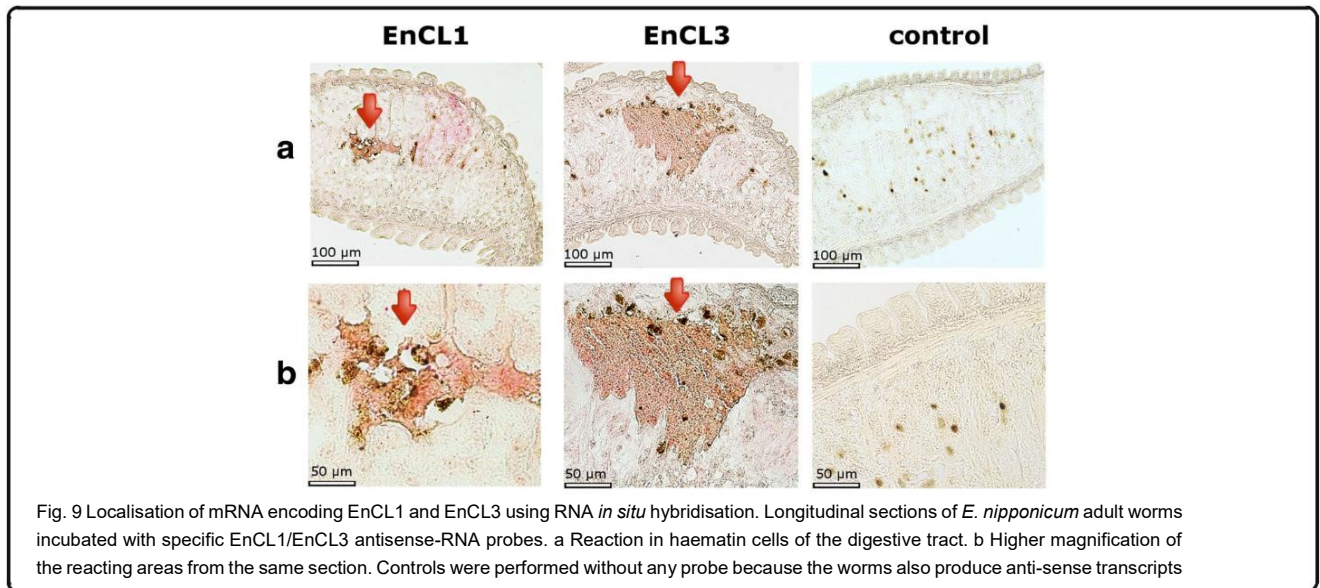 EnCL1 EnCL3 control
a
100 µm 100 µm 100 µm
b
50 µm 50 µm 50 µm
Fig. 9 Localisation of mRNA encoding EnCL1 and EnCL3 using RNA in situ hybridisation. Longitudinal sections of E. nipponicum adult worms
incubated with specific EnCL1/EnCL3 antisense-RNA probes. a Reaction in haematin cells of the digestive tract. b Higher magnification of
the reacting areas from the same section. Controls were performed without any probe because the worms also produce anti-sense transcripts